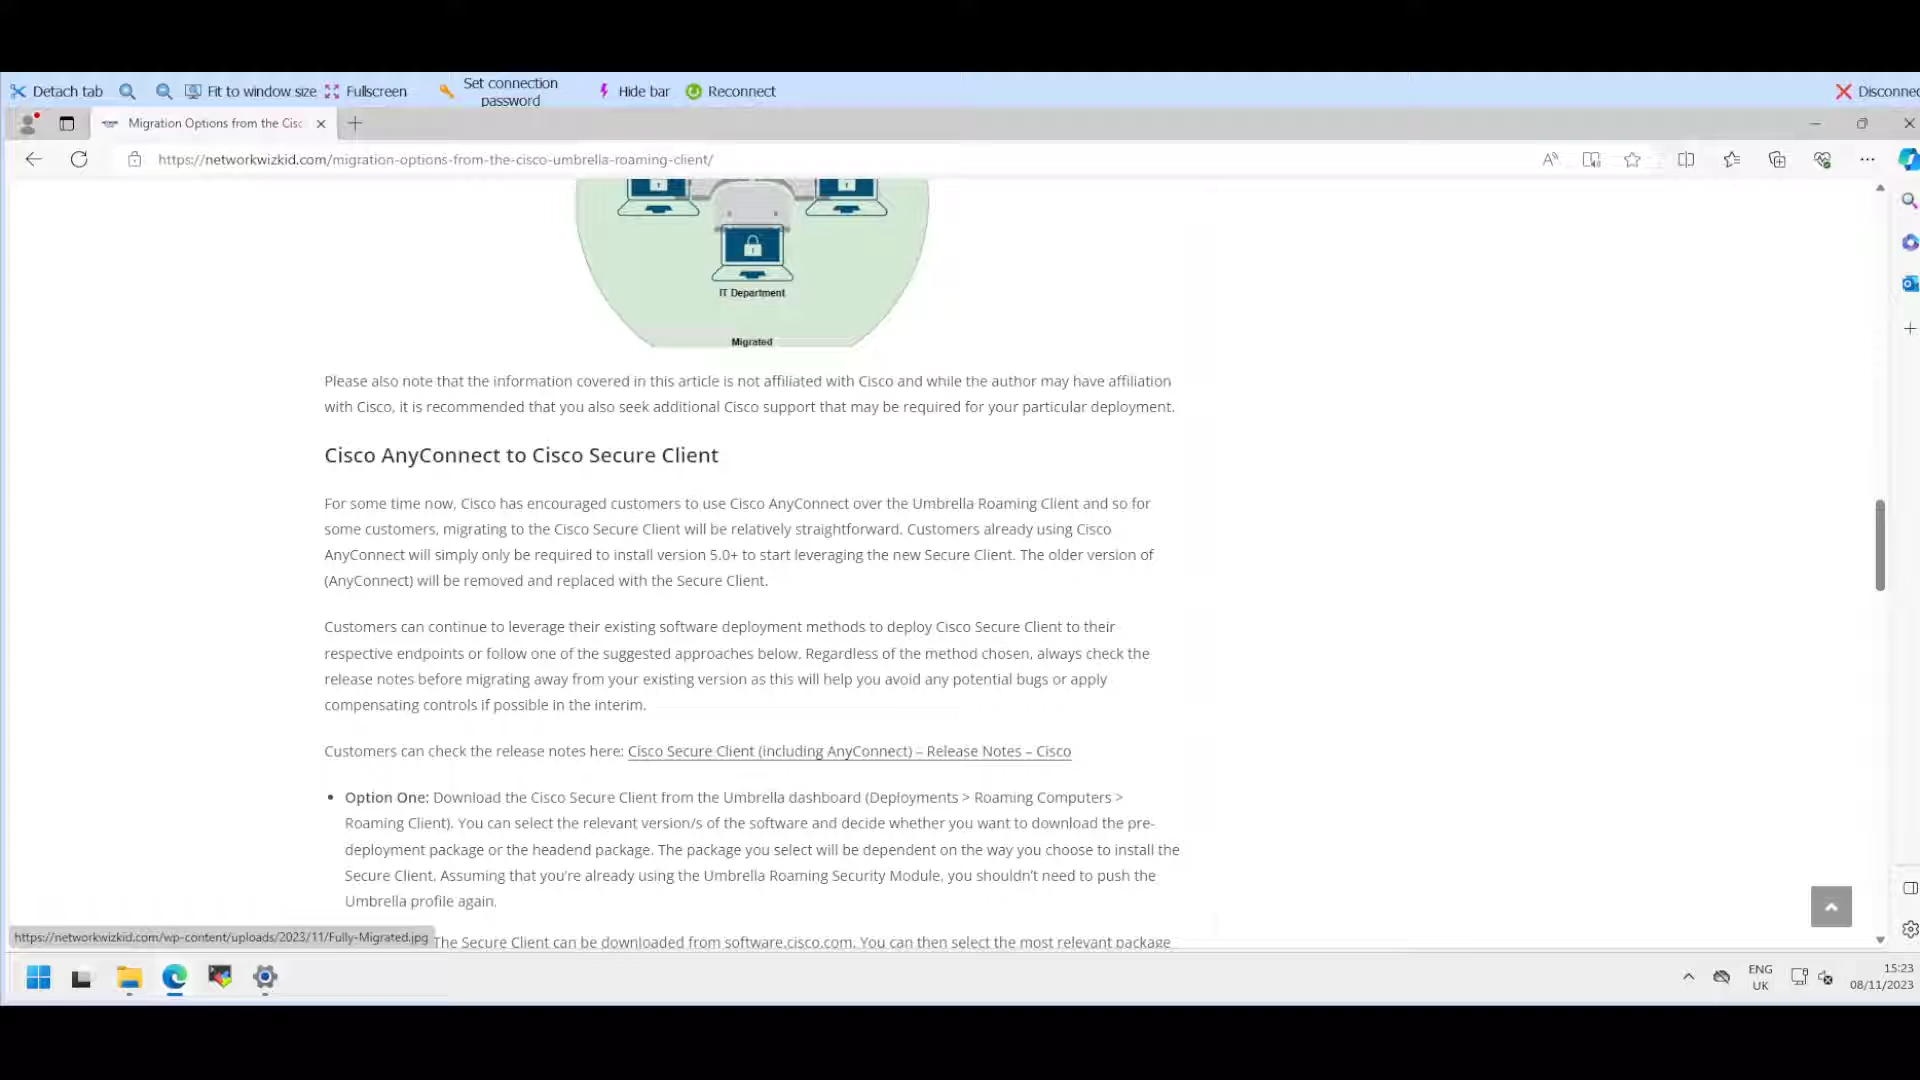 Detach tab
Fit to window size
Fullscreen
Set connection
password
Hide bar
Reconnect
Disconnec
Migration Options from the Cisc
https://networkwizkid.com/migration-options-from-the-cisco-umbrella-roaming-client/
IT Department
Migrated
Please also note that the information covered in this article is not affiliated with Cisco and while the author may have affiliation
with Cisco, it is recommended that you also seek additional Cisco support that may be required for your particular deployment.
Cisco AnyConnect to Cisco Secure Client
For some time now, Cisco has encouraged customers to use Cisco AnyConnect over the Umbrella Roaming Client and so for
some customers, migrating to the Cisco Secure Client will be relatively straightforward. Customers already using Cisco
AnyConnect will simply only be required to install version 5.0+ to start leveraging the new Secure Client. The older version of
(AnyConnect) will be removed and replaced with the Secure Client.
Customers can continue to leverage their existing software deployment methods to deploy Cisco Secure Client to their
respective endpoints or follow one of the suggested approaches below. Regardless of the method chosen, always check the
release notes before migrating away from your existing version as this will help you avoid any potential bugs or apply
compensating controls if possible in the interim.
Customers can check the release notes here: Cisco Secure Client (including AnyConnect) – Release Notes – Cisco
• Option One: Download the Cisco Secure Client from the Umbrella dashboard (Deployments > Roaming Computers >
Roaming Client). You can select the relevant version/s of the software and decide whether you want to download the pre-
deployment package or the headend package. The package you select will be dependent on the way you choose to install the
Secure Client. Assuming that you're already using the Umbrella Roaming Security Module, you shouldn't need to push the
Umbrella profile again.
https://networkwizkid.com/wp-content/uploads/2023/11/Fully-Migrated.jpg
The Secure Client can be downloaded from software.cisco.com. You can then select the most relevant package
ENG
UK
15:23
08/11/2023